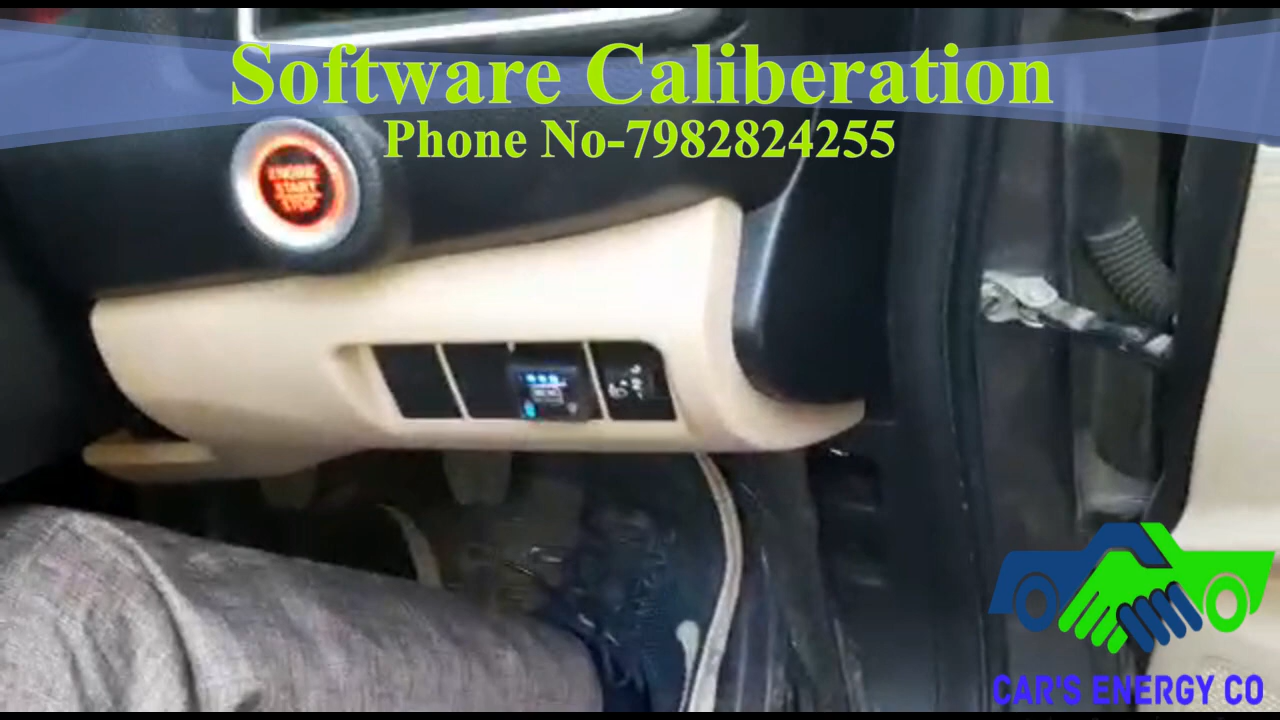 Software Caliberation
Phone No-7982824255
ENGINE
START
STOP
CAR'S ENERGY CO